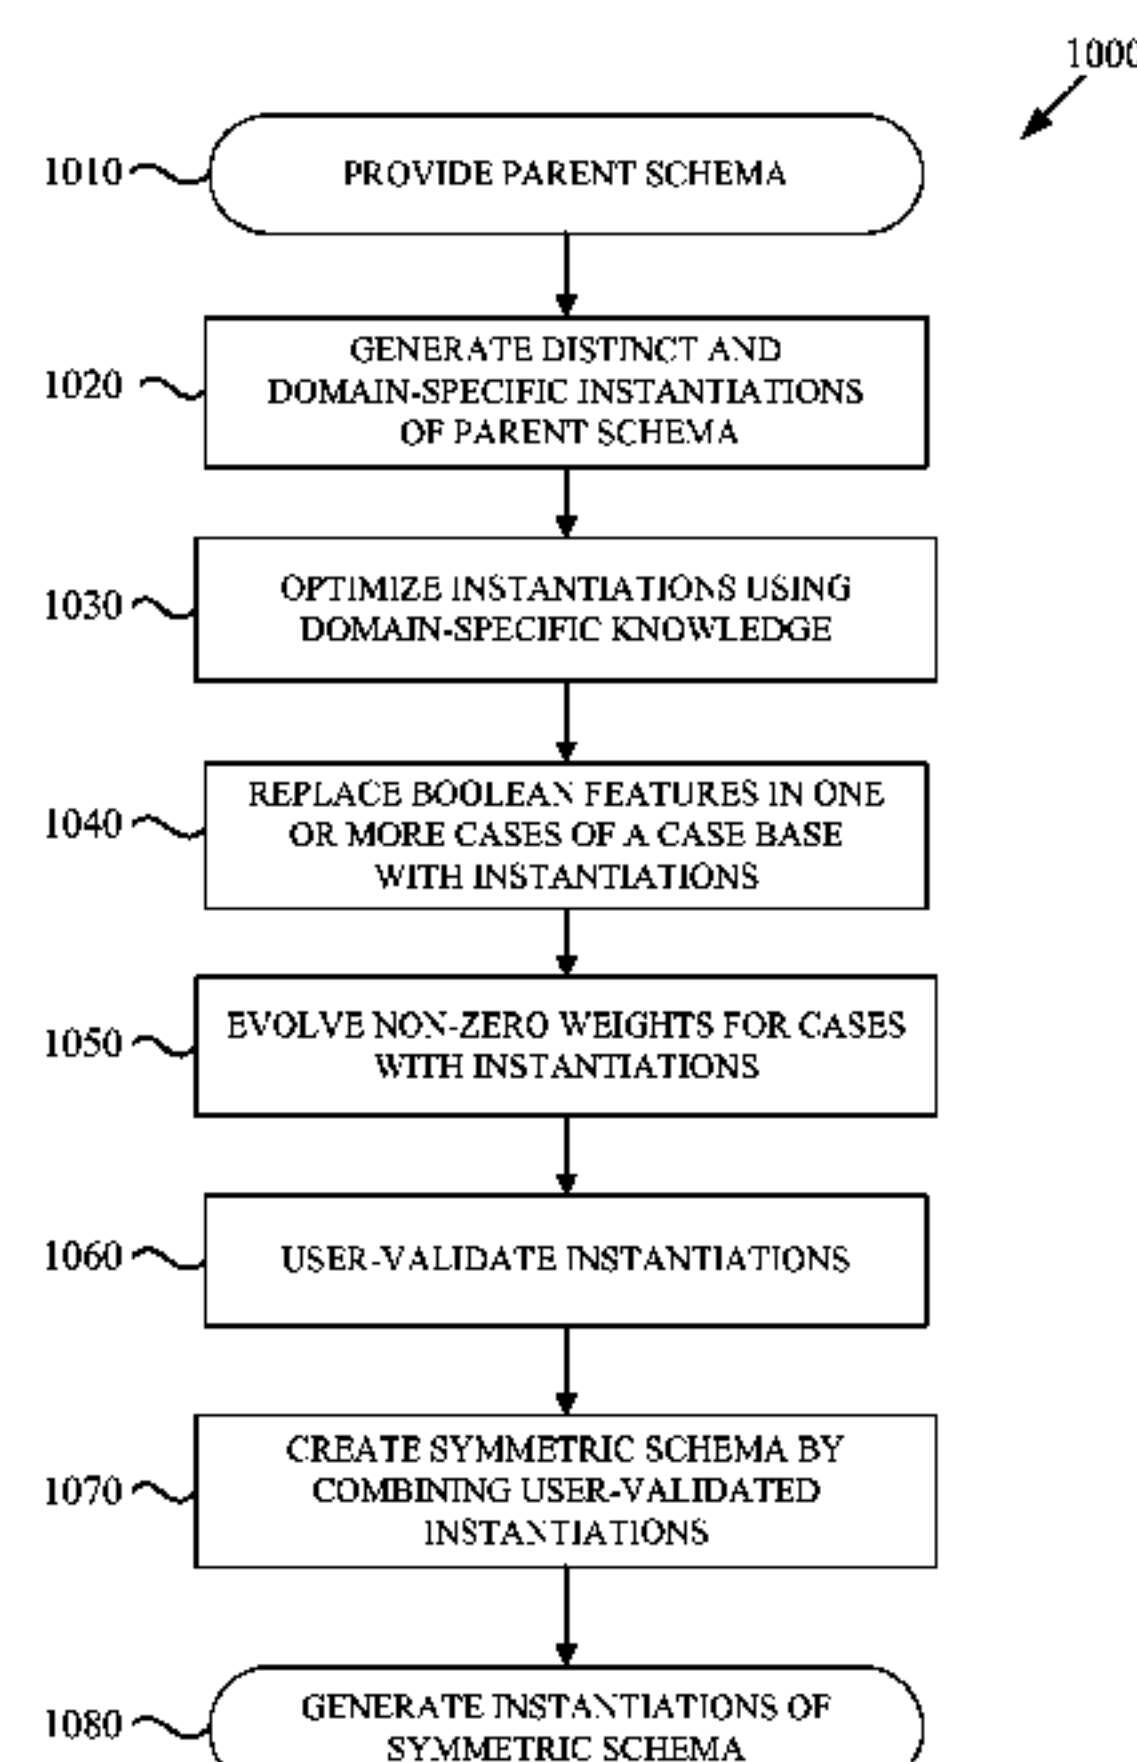 1000
1010
PROVIDE PARENT SCHEMA
1020
GENERATE DISTINCT AND
DOMAIN-SPECIFIC INSTANTIATIONS
OF PARENT SCHEMA
1030
OPTIMIZE INSTANTIATIONS USING
DOMAIN-SPECIFIC KNOWLEDGE
1040
REPLACE BOOLEAN FEATURES IN ONE
OR MORE CASES OF A CASE BASE
WITH INSTANTIATIONS
1050
EVOLVE NON-ZERO WEIGHTS FOR CASES
WITH INSTANTIATIONS
1060
USER-VALIDATE INSTANTIATIONS
1070
CREATE SYMMETRIC SCHEMA BY
COMBINING USER-VALIDATED
INSTANTIATIONS
1080
GENERATE INSTANTIATIONS OF
SYMMETRIC SCHEMA